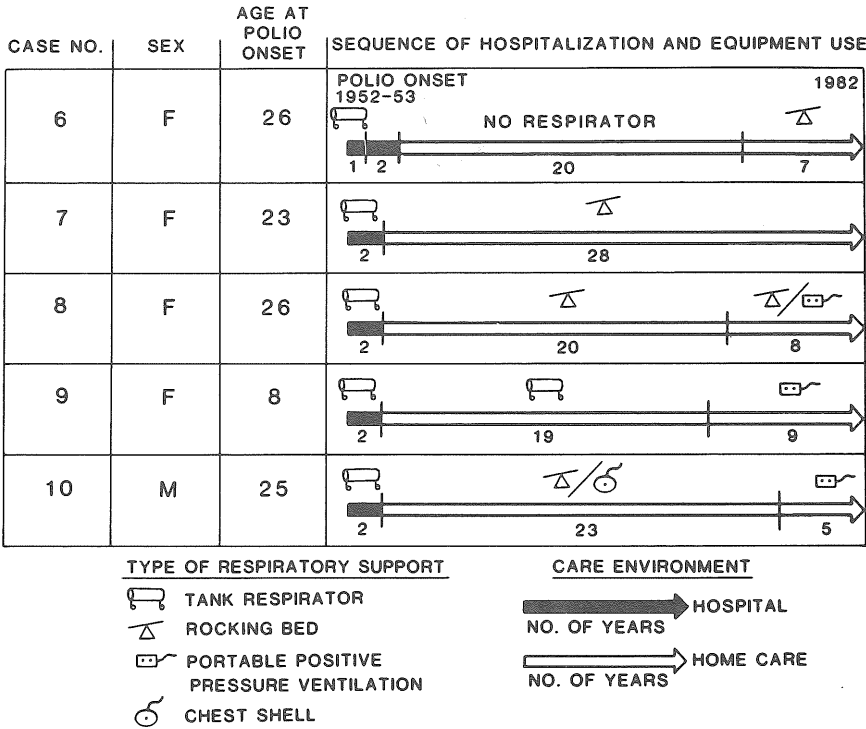 CASE NO. SEX AGE AT POLIO ONSET SEQUENCE OF HOSPITALIZATION AND EQUIPMENT USE
POLIO ONSET 1982
1952-53
6 F 26 NO RESPIRATOR
1 2 20 7
7 F 23
2 28
8 F 26
2 20 8
9 F 8
2 19 9
10 M 25
2 23 5
TYPE OF RESPIRATORY SUPPORT
TANK RESPIRATOR
ROCKING BED
PORTABLE POSITIVE
PRESSURE VENTILATION
CHEST SHELL
CARE ENVIRONMENT
HOSPITAL
NO. OF YEARS
HOME CARE
NO. OF YEARS